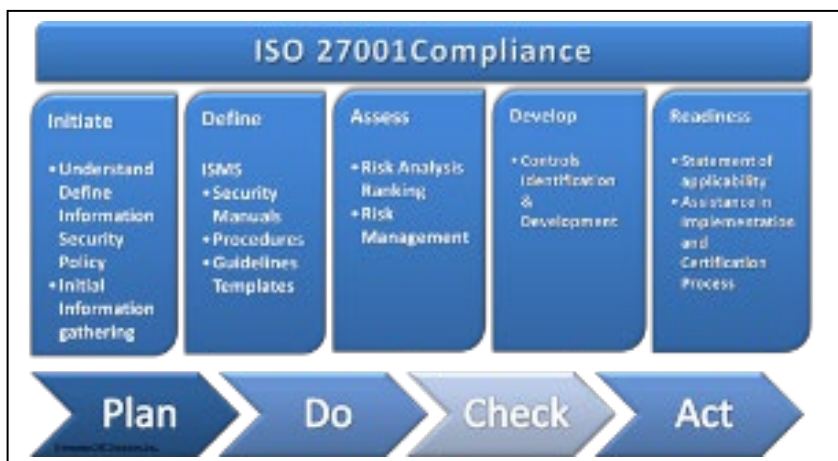 ISO 27001Compliance
Initiate
• Understand
Define
Information
Security
Policy
• Initial
Information
gathering
Define
ISMS
• Security
Manuals
• Procedures
• Guidelines
Templates
Assess
• Risk Analysis
Ranking
• Risk
Management
Develop
• Controls
Identification
&
Development
Readiness
• Statement of
applicability
• Assistance in
Implementation
and
Certification
Process
Plan
Do
Check
Act